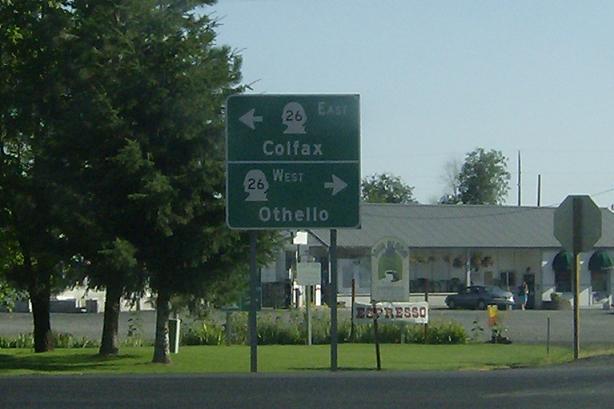 26 EAST
Colfax
26 WEST
Othello
ESPRESSO